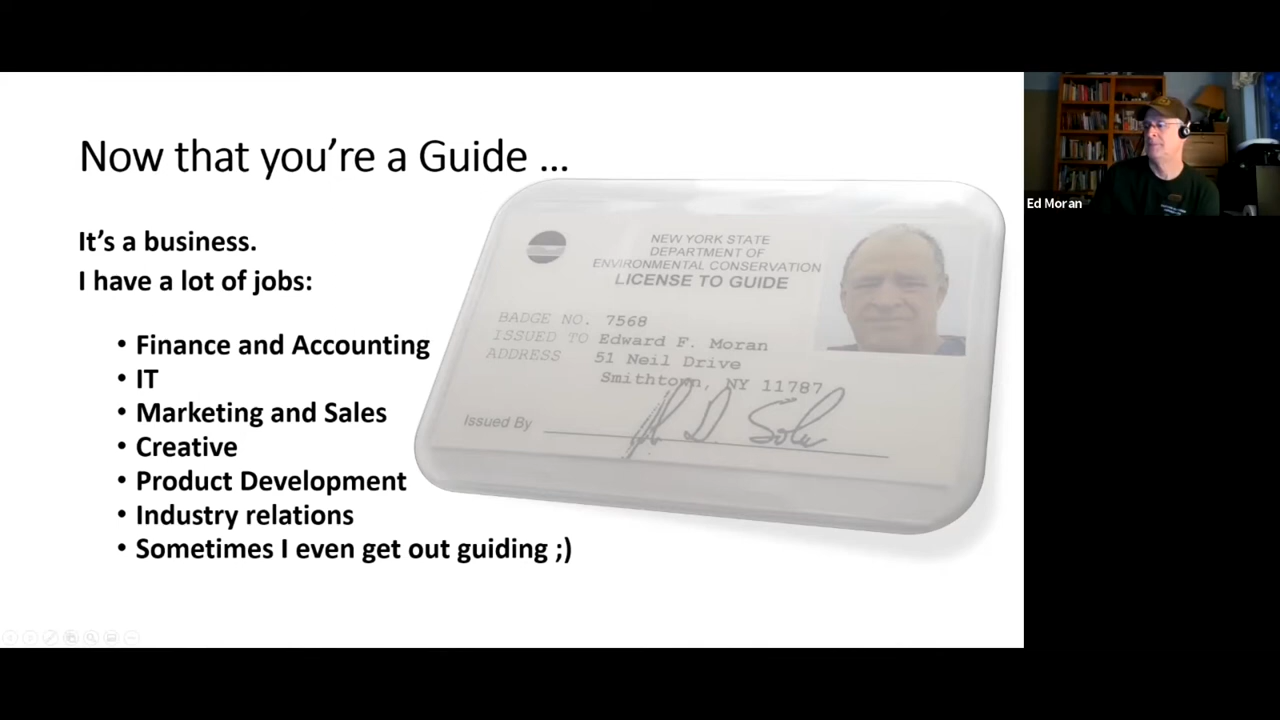 Now that you're a Guide ...
It's a business.
I have a lot of jobs:
• Finance and Accounting
• IT
• Marketing and Sales
• Creative
• Product Development
• Industry relations
• Sometimes I even get out guiding ;)
NEW YORK STATE
DEPARTMENT OF
ENVIRONMENTAL CONSERVATION
LICENSE TO GUIDE
BADGE NO. 7568
ISSUED TO Edward F. Moran
ADDRESS 51 Neil Drive
Smithtown, NY 11787
Issued By
Ed Moran